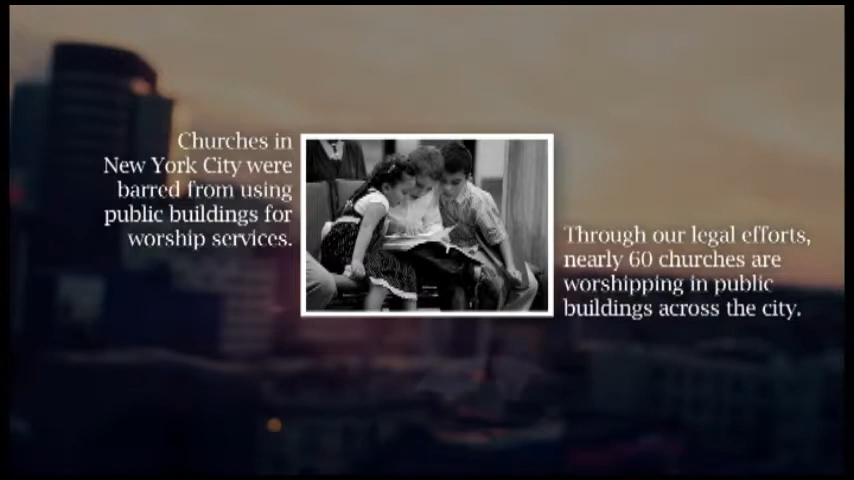 Churches in
New York City were
barred from using
public buildings for
worship services.
Through our legal efforts,
nearly 60 churches are
worshipping in public
buildings across the city.